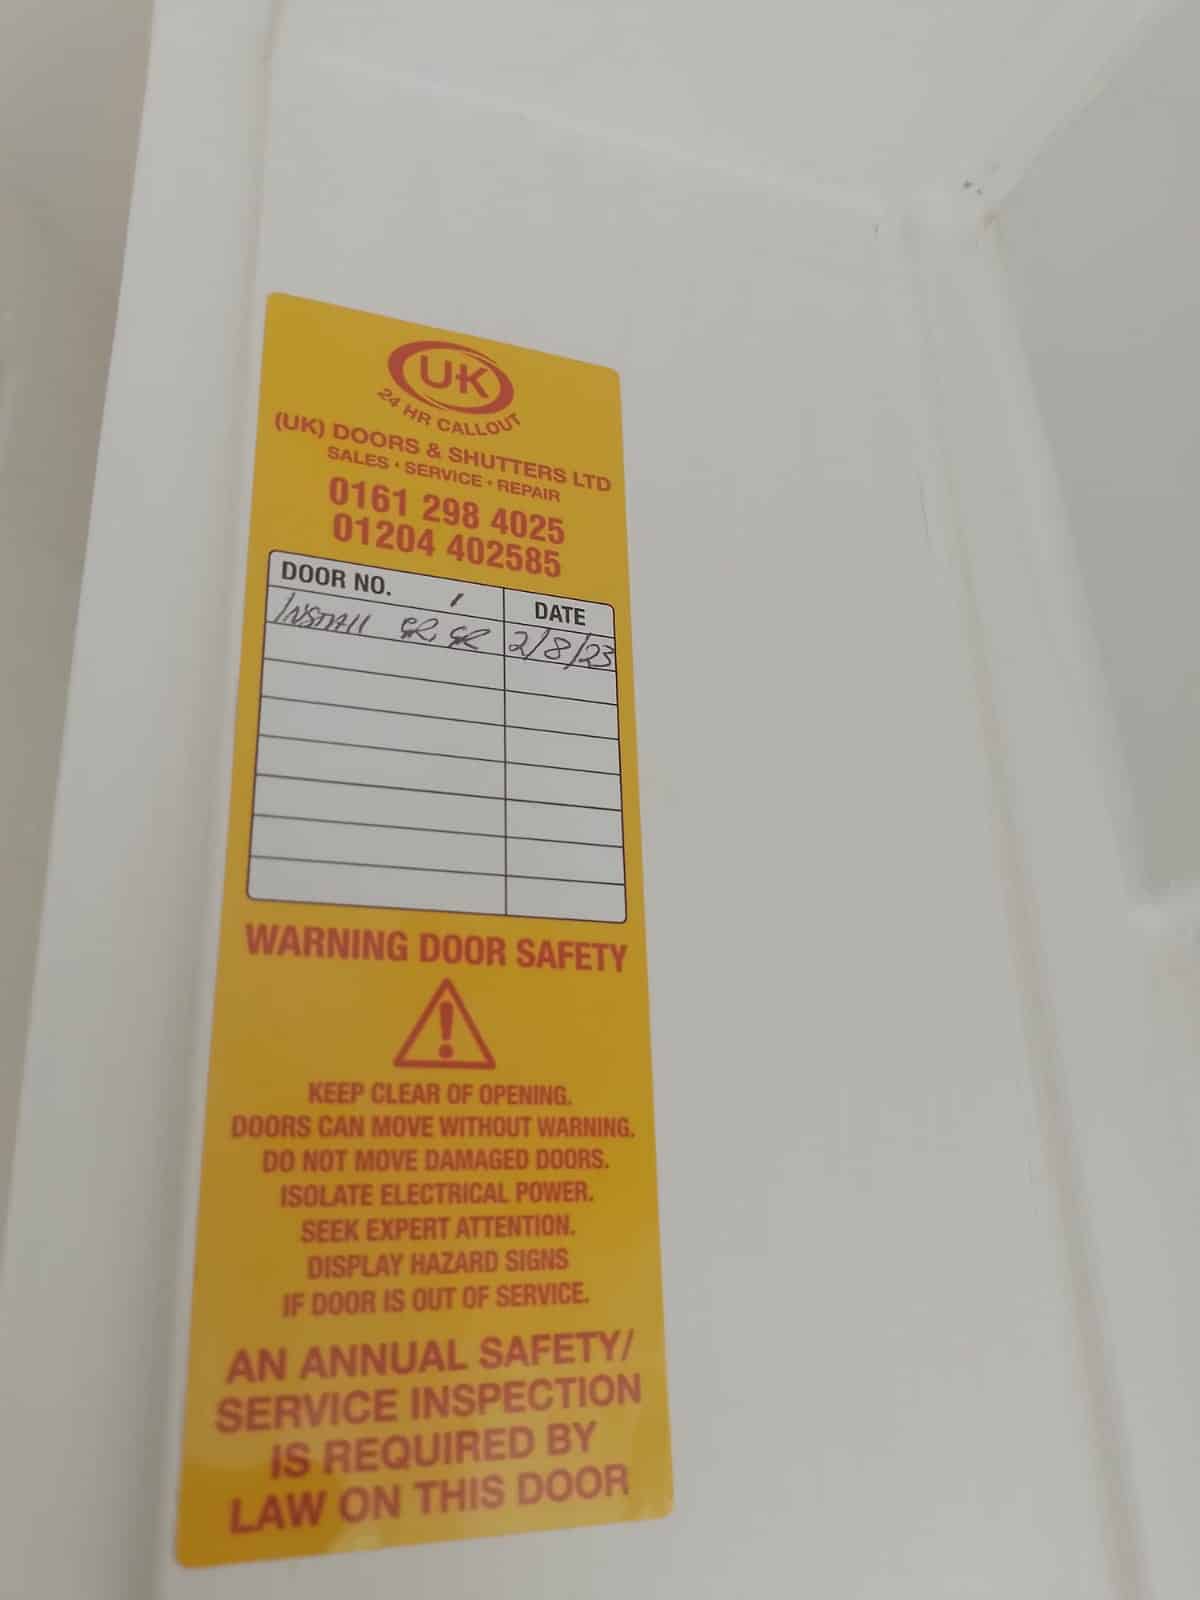 UK
24 HR CALLOUT
(UK) DOORS & SHUTTERS LTD
SALES • SERVICE • REPAIR
0161 298 4025
01204 402585
DOOR NO. 1 DATE
INSTALL 2/8/23
WARNING DOOR SAFETY
!
KEEP CLEAR OF OPENING.
DOORS CAN MOVE WITHOUT WARNING.
DO NOT MOVE DAMAGED DOORS.
ISOLATE ELECTRICAL POWER.
SEEK EXPERT ATTENTION.
DISPLAY HAZARD SIGNS
IF DOOR IS OUT OF SERVICE.
AN ANNUAL SAFETY/
SERVICE INSPECTION
IS REQUIRED BY
LAW ON THIS DOOR